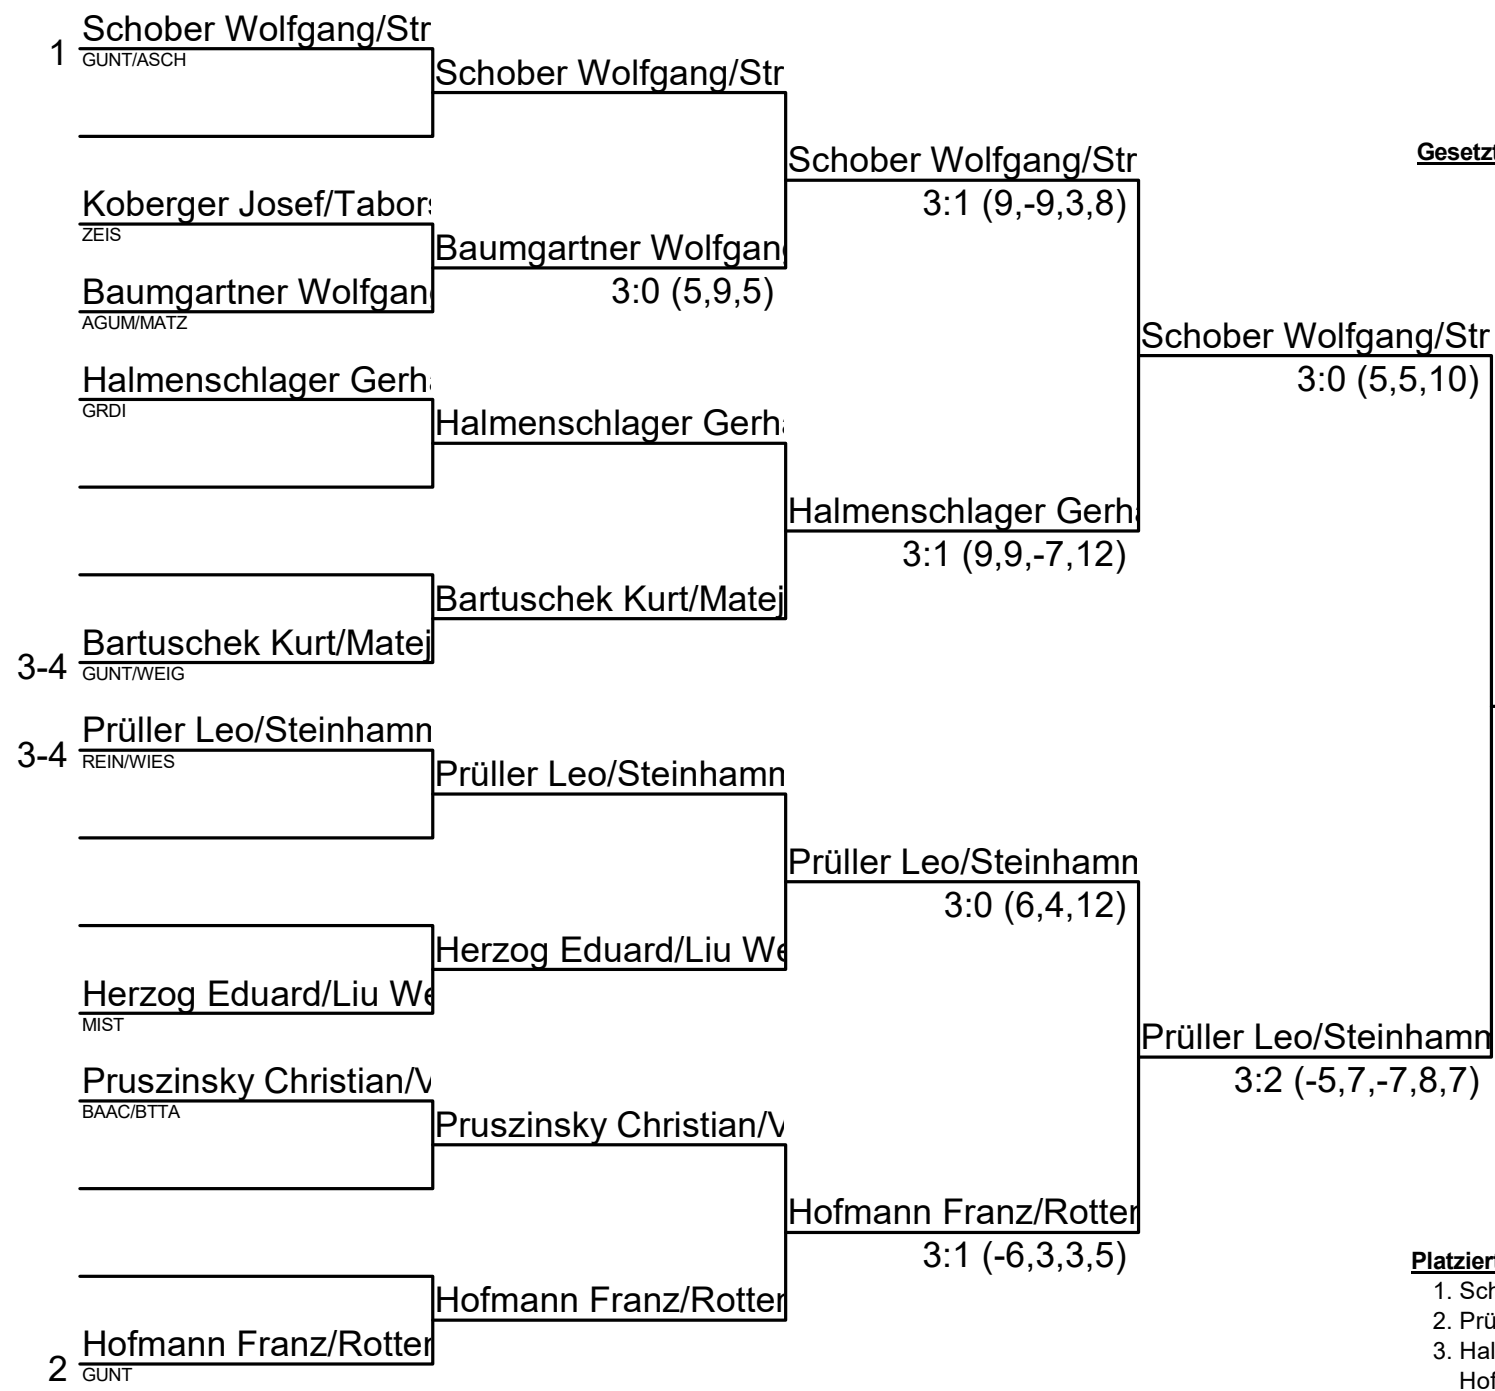 Schober Wolfgang/Str
1
GUNT/ASCH
Koberger Josef/Tabor
ZEIS
Baumgartner Wolfgan
AGUM/MATZ
Halmenschlager Gerh
GRDI
Bartuschek Kurt/Matej
3-4
GUNT/WEIG
Prüller Leo/Steinham
3-4
REIN/WIES
Herzog Eduard/Liu We
MIST
Pruszinsky Christian/V
BAAC/BTTA
Hofmann Franz/Rotter
2
GUNT
Schober Wolfgang/Str
Baumgartner Wolfgan
3:0 (5,9,5)
Halmenschlager Gerh
Bartuschek Kurt/Matej
Prüller Leo/Steinham
Herzog Eduard/Liu We
Pruszinsky Christian/V
Hofmann Franz/Rotter
Schober Wolfgang/Str
3:1 (9,-9,3,8)
Halmenschlager Gerh
3:1 (9,9,-7,12)
Prüller Leo/Steinham
3:0 (6,4,12)
Hofmann Franz/Rotter
3:1 (-6,3,3,5)
Schober Wolfgang/Str
3:0 (5,5,10)
Prüller Leo/Steinham
3:2 (-5,7,-7,8,7)
Gesetzt
Platziert
1. Sch
2. Prü
3. Hal
Hof